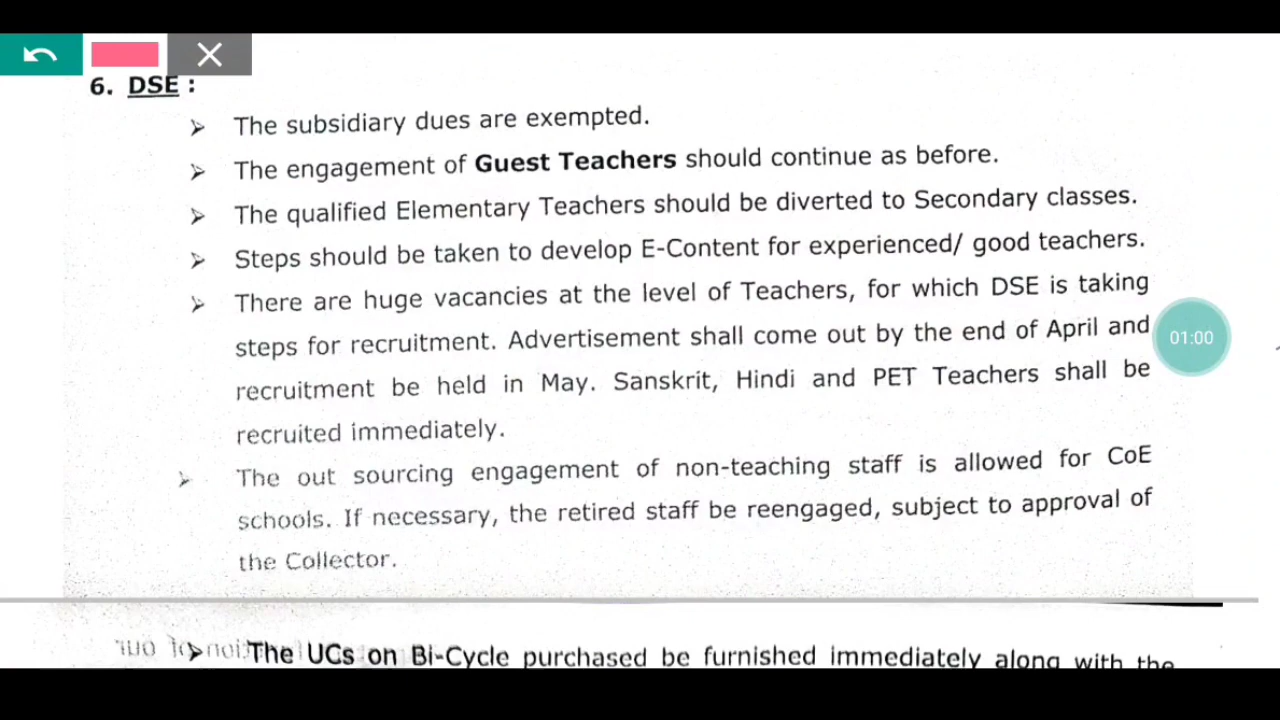 6. DSE :
➢ The subsidiary dues are exempted.
➢ The engagement of Guest Teachers should continue as before.
➢ The qualified Elementary Teachers should be diverted to Secondary classes.
➢ Steps should be taken to develop E-Content for experienced/ good teachers.
➢ There are huge vacancies at the level of Teachers, for which DSE is taking
steps for recruitment. Advertisement shall come out by the end of April and
01:00
recruitment be held in May. Sanskrit, Hindi and PET Teachers shall be
recruited immediately.
➢ The out sourcing engagement of non-teaching staff is allowed for CoE
schools. If necessary, the retired staff be reengaged, subject to approval of
the Collector.
➢ The UCs on Bi-Cycle purchased be furnished immediately along with the